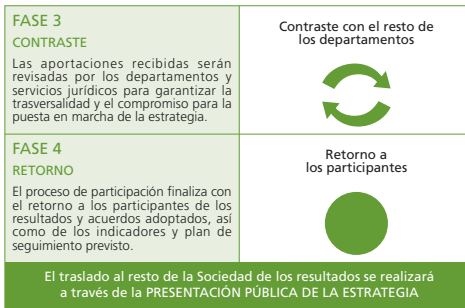 FASE 3
CONTRASTE
Las aportaciones recibidas serán
revisadas por los departamentos y
servicios jurídicos para garantizar la
trasversalidad y el compromiso para la
puesta en marcha de la estrategia.
Contraste con el resto de
los departamentos
FASE 4
RETORNO
El proceso de participación finaliza con
el retorno a los participantes de los
resultados y acuerdos adoptados, así
como de los indicadores y plan de
seguimiento previsto.
Retorno a
los participantes
El traslado al resto de la Sociedad de los resultados se realizará
a través de la PRESENTACIÓN PÚBLICA DE LA ESTRATEGIA